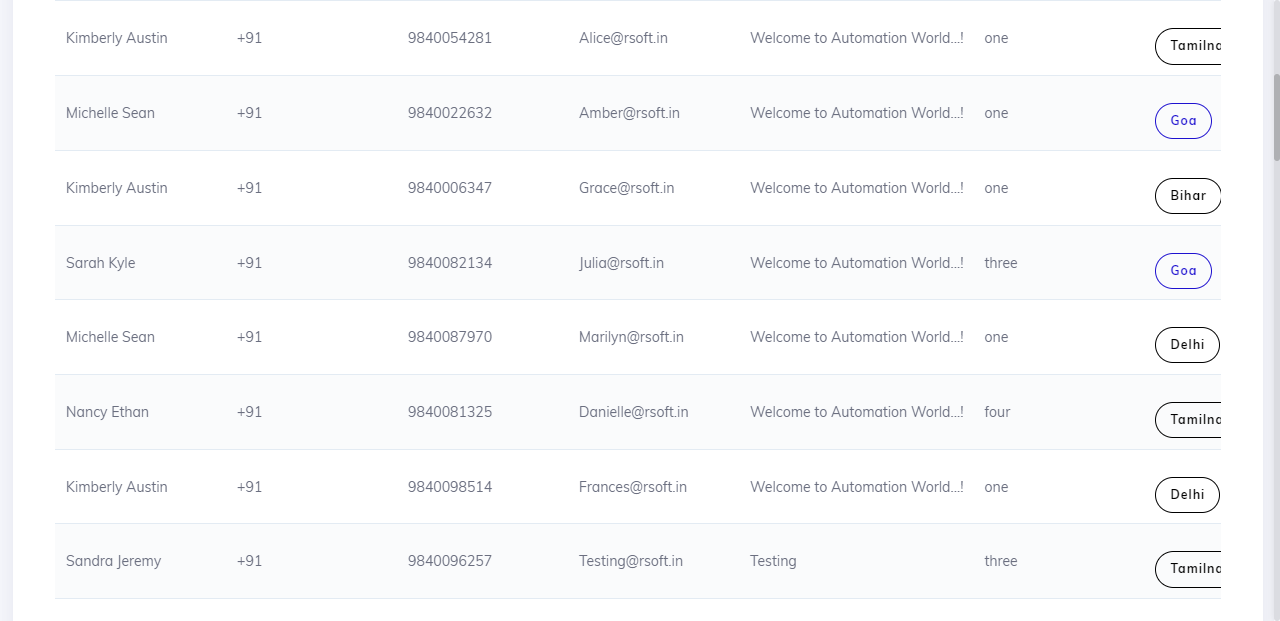 Kimberly Austin +91 9840054281 Alice@rsoft.in Welcome to Automation World...! one
Michelle Sean +91 9840022632 Amber@rsoft.in Welcome to Automation World...! one Goa
Kimberly Austin +91 9840006347 Grace@rsoft.in Welcome to Automation World...! one Bihar
Sarah Kyle +91 9840082134 Julia@rsoft.in Welcome to Automation World...! three Goa
Michelle Sean +91 9840087970 Marilyn@rsoft.in Welcome to Automation World...! one Delhi
Nancy Ethan +91 9840081325 Danielle@rsoft.in Welcome to Automation World...! four
Kimberly Austin +91 9840098514 Frances@rsoft.in Welcome to Automation World...! one Delhi
Sandra Jeremy +91 9840096257 Testing@rsoft.in Testing three